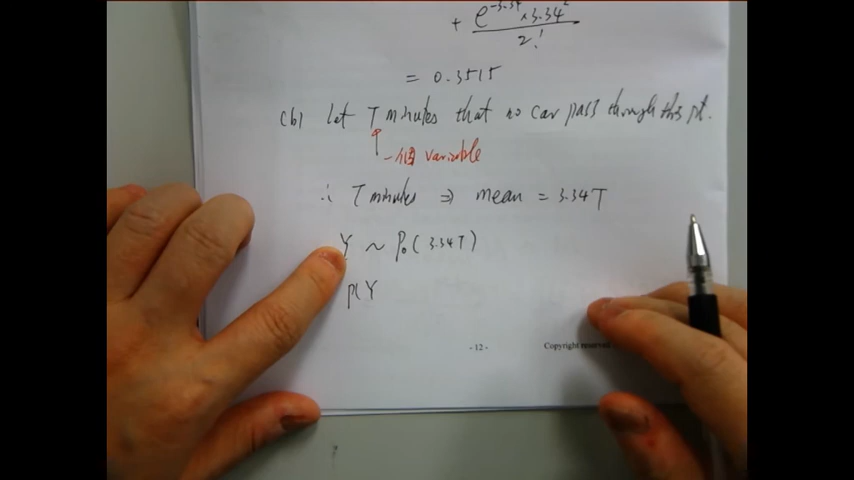 + e^-3.34 × 3.34^2
2!
= 0.3515
(b) Let T minutes that no car pass through this pt.
一個 variable
∴ T minutes ⇒ mean = 3.34T
Y ~ Po(3.34T)
P(Y
- 12 -
Copyright reserved